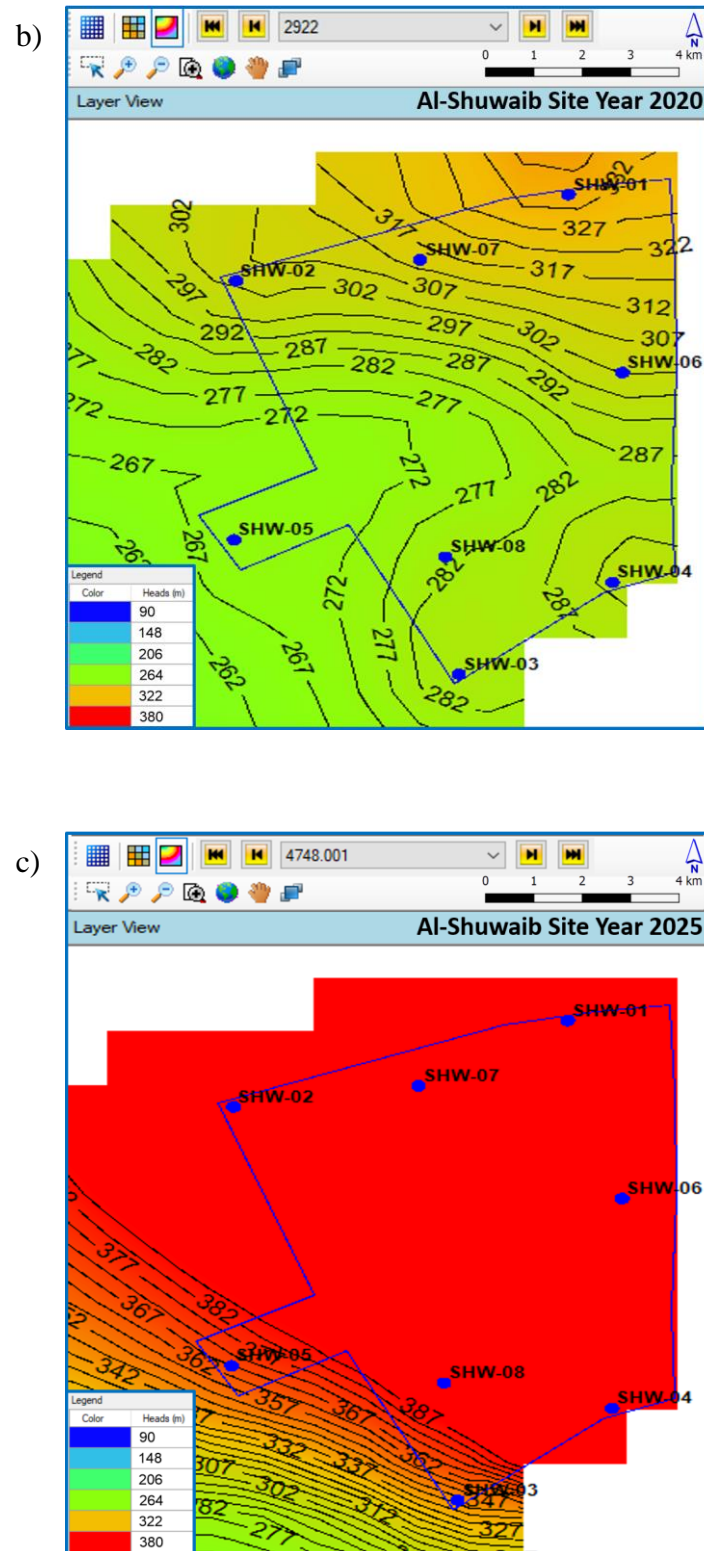 b)
2922
N
0 1 2 3 4 km
Layer View
Al-Shuwaib Site Year 2020
332
SHW-01
302
317
327
322
SHW-07
SHW-02
317
302
307
312
297
297
302
307
292
287
282
287
292
SHW-06
277
282
277
277
272
272
272
287
267
272
277
282
SHW-05
267
SHW-08
282
SHW-04
287
272
277
267
262
SHW-03
282
Legend
Color Heads (m)
90
148
206
264
322
380
c)
4748.001
N
0 1 2 3 4 km
Layer View
Al-Shuwaib Site Year 2025
SHW-01
SHW-07
SHW-02
SHW-06
377
382
367
362
SHW-05
342
357
367
387
SHW-08
SHW-04
332
337
362
307
302
312
SHW-03
347
327
277
Legend
Color Heads (m)
90
148
206
264
322
380